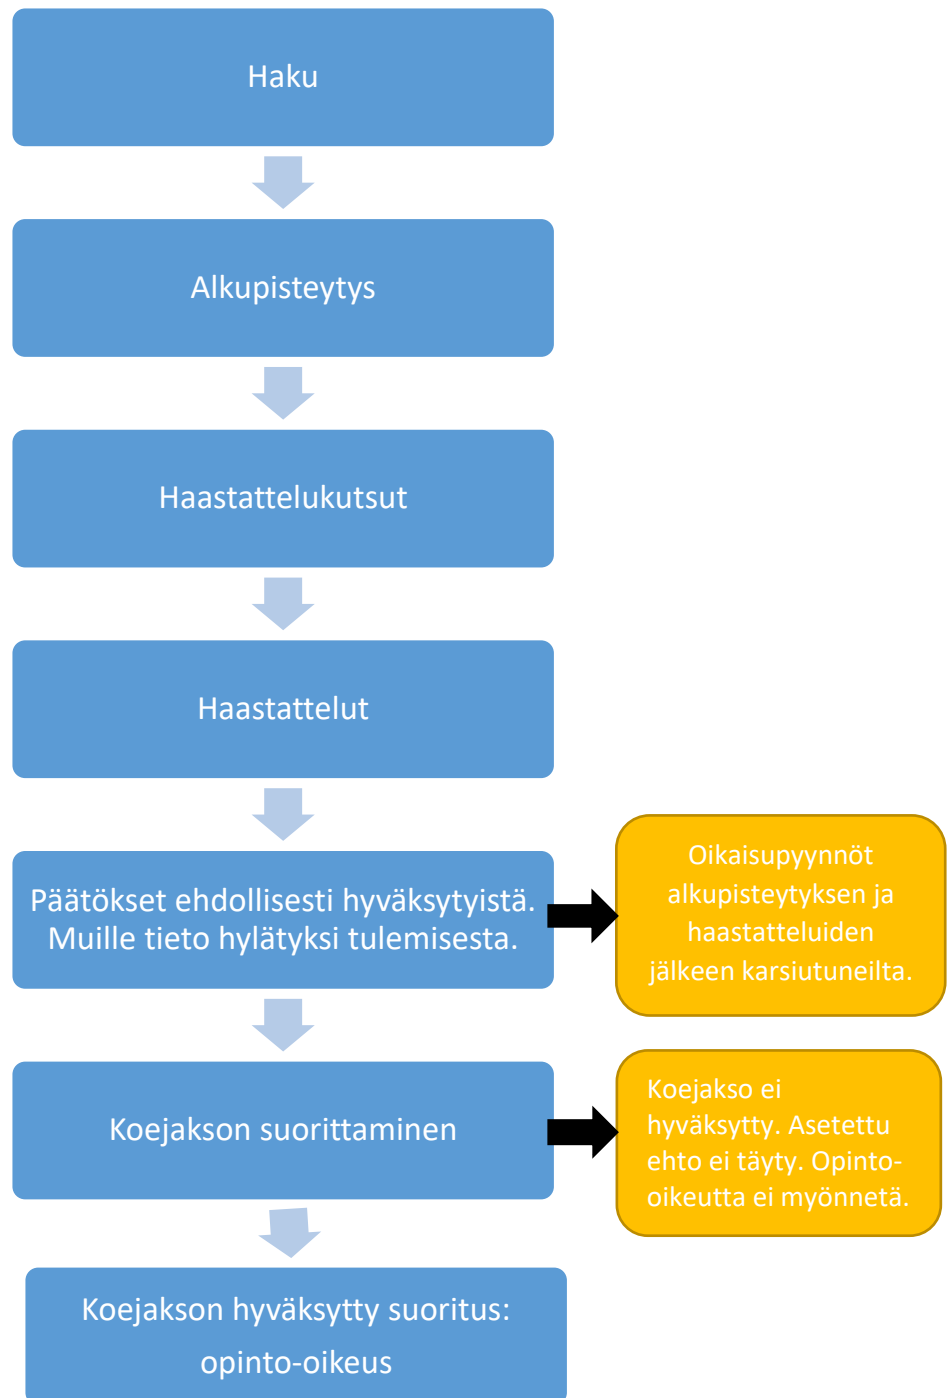 Haku
Alkupisteytys
Haastattelukutsut
Haastattelut
Päätökset ehdollisesti hyväksytyistä.
Muille tieto hylätyksi tulemisesta.
Oikaisupyynnöt
alkupisteytyksen ja
haastatteluiden
jälkeen karsiutuneilta.
Koejakson suorittaminen
Koejakso ei
hyväksytty. Asetettu
ehto ei täyty. Opinto-
oikeutta ei myönnetä.
Koejakson hyväksytty suoritus:
opinto-oikeus